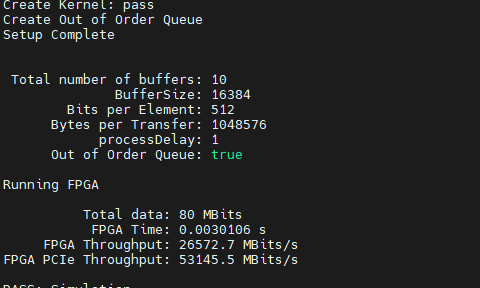 Create Kernel: pass
Create Out of Order Queue
Setup Complete
Total number of buffers: 10
BufferSize: 16384
Bits per Element: 512
Bytes per Transfer: 1048576
processDelay: 1
Out of Order Queue: true
Running FPGA
Total data: 80 MBits
FPGA Time: 0.0030106 s
FPGA Throughput: 26572.7 MBits/s
FPGA PCIe Throughput: 53145.5 MBits/s
PASS: Simulation